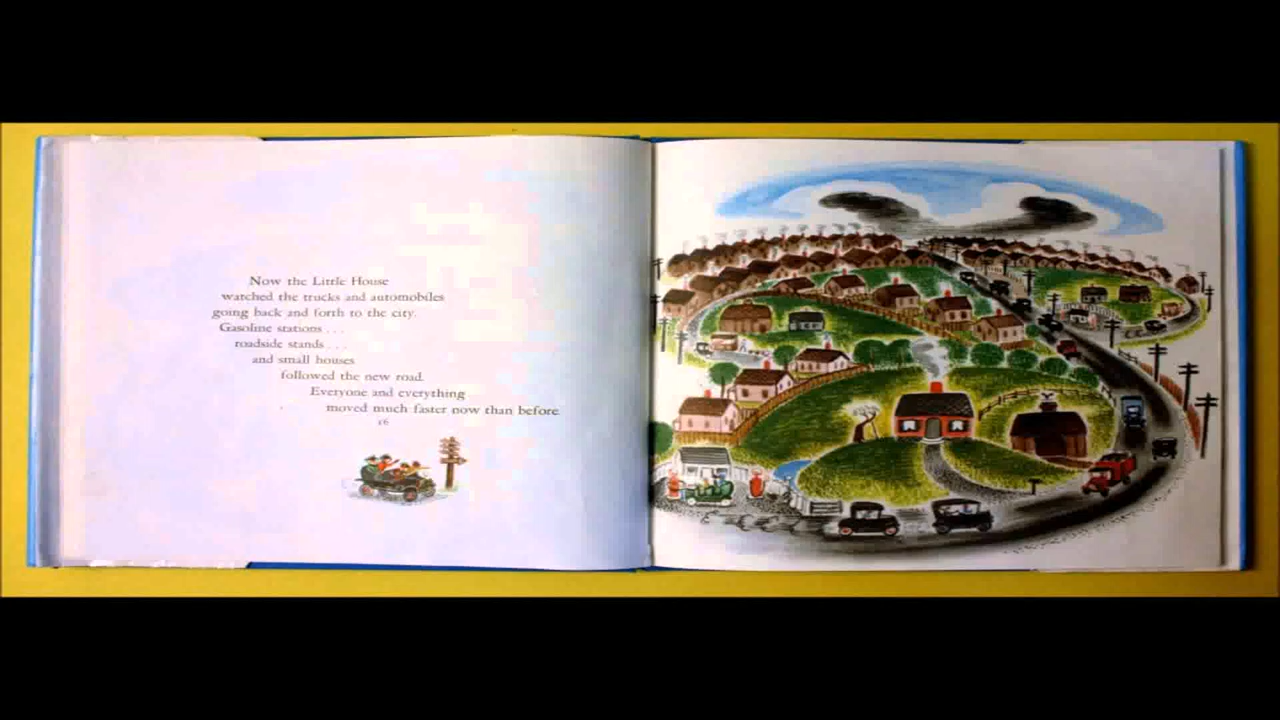 Now the Little House
watched the trucks and automobiles
going back and forth to the city.
Gasoline stations . . .
roadside stands . . .
and small houses
followed the new road.
Everyone and everything
moved much faster now than before.
16